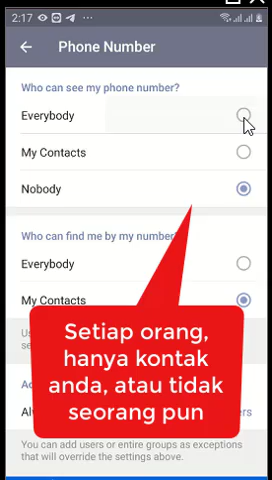 2:17
Phone Number
Who can see my phone number?
Everybody
My Contacts
Nobody
Who can find me by my number?
Everybody
My Contacts
Setiap orang,
hanya kontak
anda, atau tidak
seorang pun
You can add users or entire groups as exceptions
that will override the settings above.